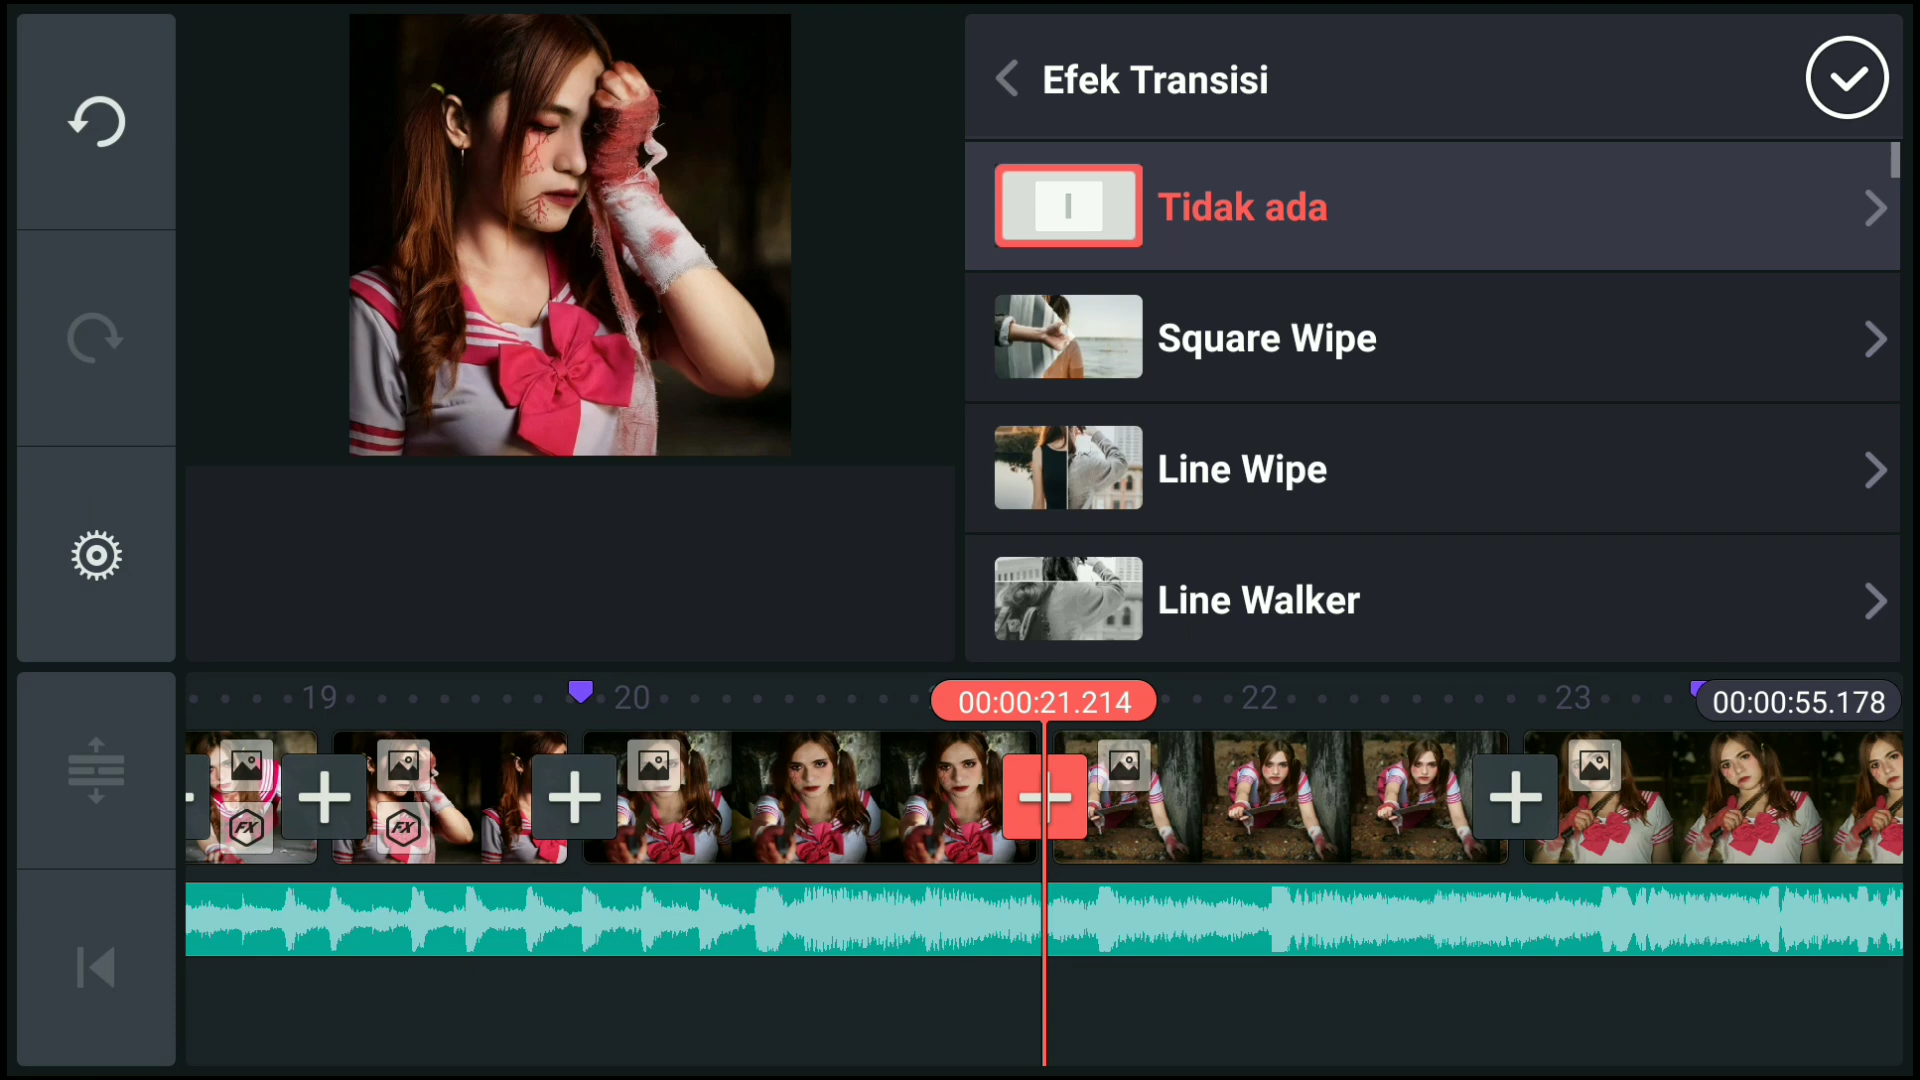 Efek Transisi
Tidak ada
Square Wipe
Line Wipe
Line Walker
19
20
00:00:21.214
22
23
00:00:55.178
FX
FX